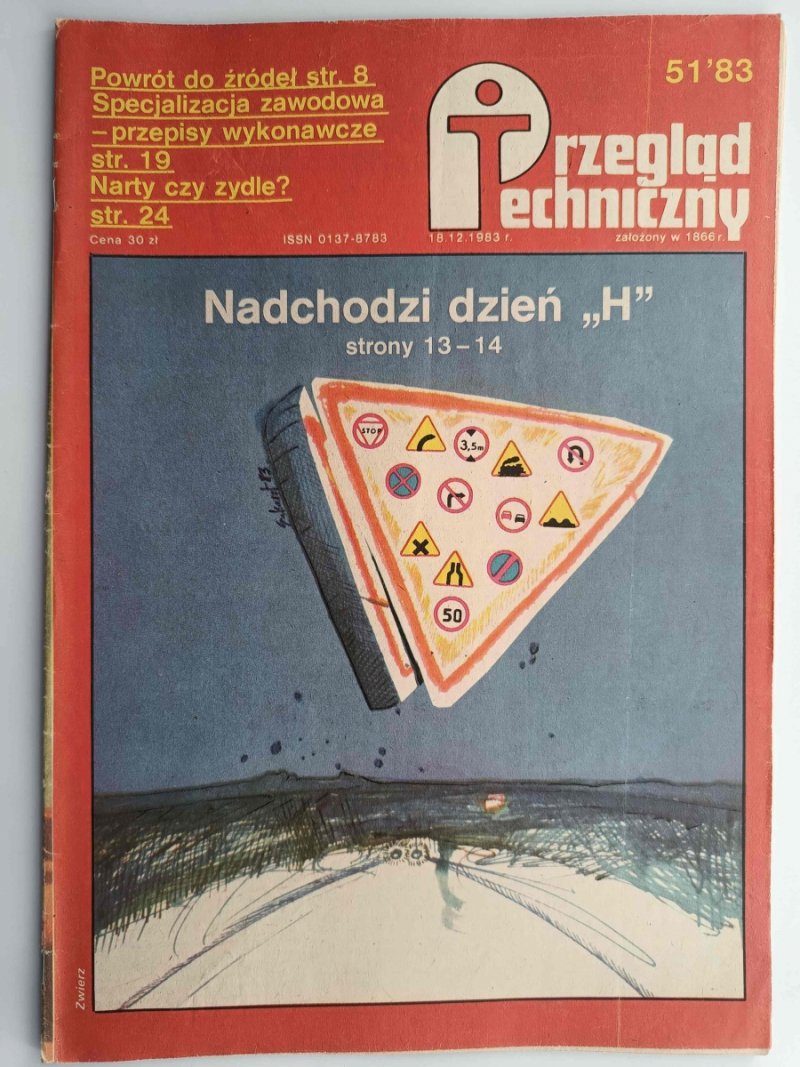 Powrót do źródeł str. 8
Specjalizacja zawodowa
– przepisy wykonawcze
str. 19
Narty czy zydle?
str. 24
51'83
Przegląd
Techniczny
Cena 30 zł
ISSN 0137-8783
18.12.1983 r.
założony w 1866 r.
Nadchodzi dzień „H”
strony 13–14
STOP
3,5m
50
Zwierz